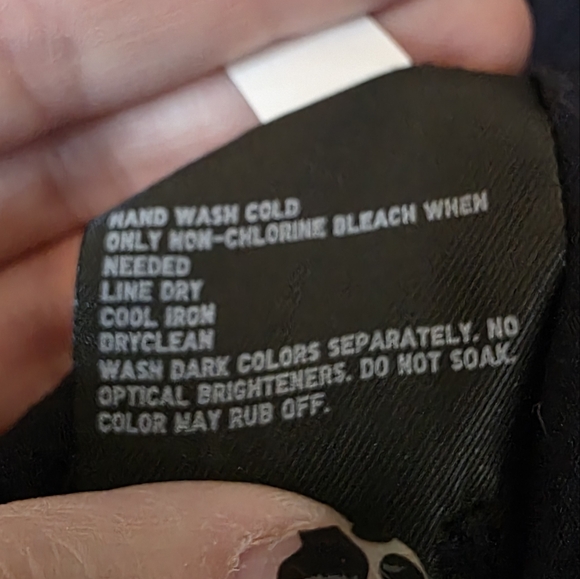 HAND WASH COLD
ONLY NON-CHLORINE BLEACH WHEN
NEEDED
LINE DRY
COOL IRON
DRYCLEAN
WASH DARK COLORS SEPARATELY. NO
OPTICAL BRIGHTENERS. DO NOT SOAK.
COLOR MAY RUB OFF.